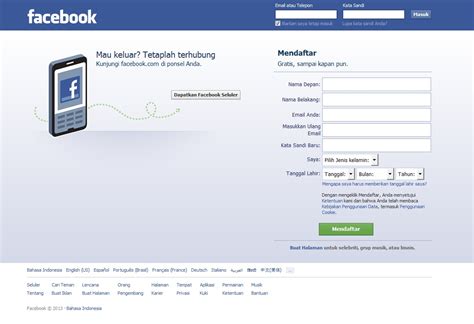 facebook
Email atau Telepon Kata Sandi
Biarkan saya tetap masuk Lupa kata sandi Anda?
Masuk
Mau keluar? Tetaplah terhubung
Kunjungi facebook.com di ponsel Anda.
Dapatkan Facebook Seluler
Mendaftar
Gratis, sampai kapan pun.
Nama Depan:
Nama Belakang:
Email Anda:
Masukkan Ulang
Email
Kata Sandi Baru:
Saya: Pilih Jenis kelamin:
Tanggal Lahir: Tanggal: Bulan: Tahun:
Mengapa saya harus memberikan tanggal lahir saya?
Dengan mengeklik Mendaftar, Anda menyetujui
Ketentuan kami dan bahwa Anda telah membaca
Kebijakan Penggunaan Data, termasuk Penggunaan
Cookie.
Mendaftar
Buat Halaman untuk selebriti, grup musik, atau bisnis.
Bahasa Indonesia English (US) Español Português (Brasil) Français (France) Deutsch Italiano العربية हिन्दी 中文(简体) ...
Seluler Cari Teman Lencana Orang Halaman Tempat Aplikasi Permainan Musik
Tentang Buat Iklan Buat Halaman Pengembang Karier Privasi Kuki Ketentuan Bantuan
Facebook © 2013 · Bahasa Indonesia